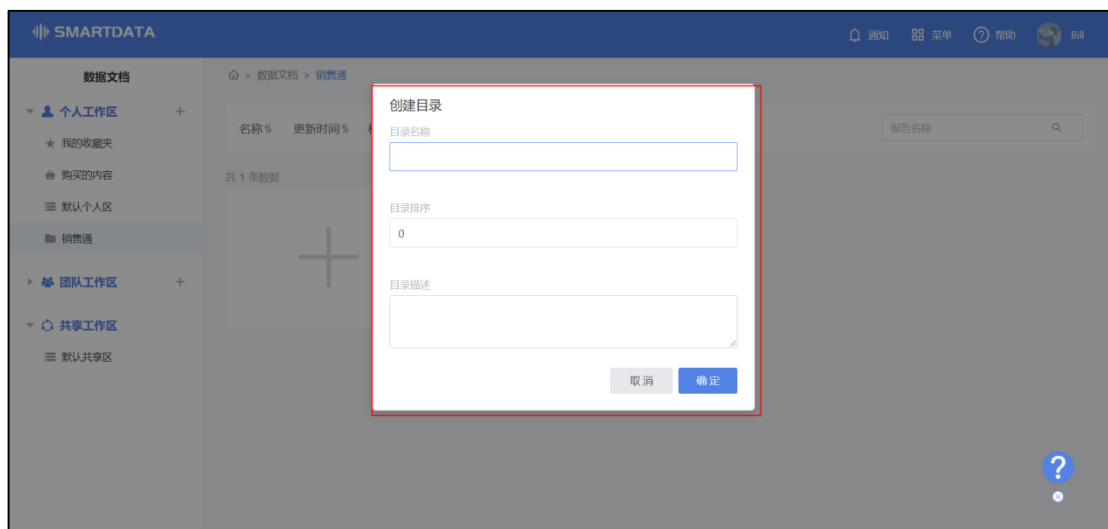 SMARTDATA
通知 菜单 帮助 Bill
数据文档
> 数据文档 > 销售通
个人工作区
我的收藏夹
购买的内容
默认个人区
销售通
团队工作区
共享工作区
默认共享区
名称 更新时间
报告名称
共 1 条数据
创建目录
目录名称
目录排序
0
目录描述
取消 确定